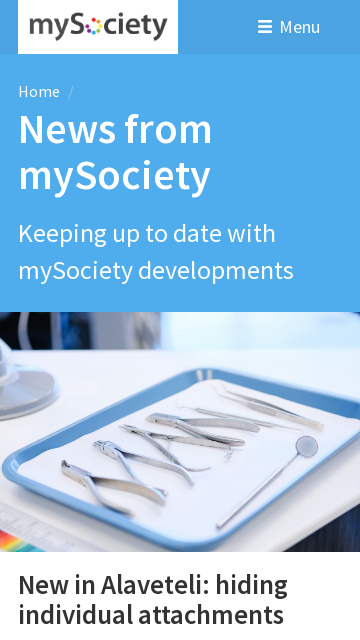 mySociety
Menu
Home /
News from
mySociety
Keeping up to date with
mySociety developments
New in Alaveteli: hiding
individual attachments